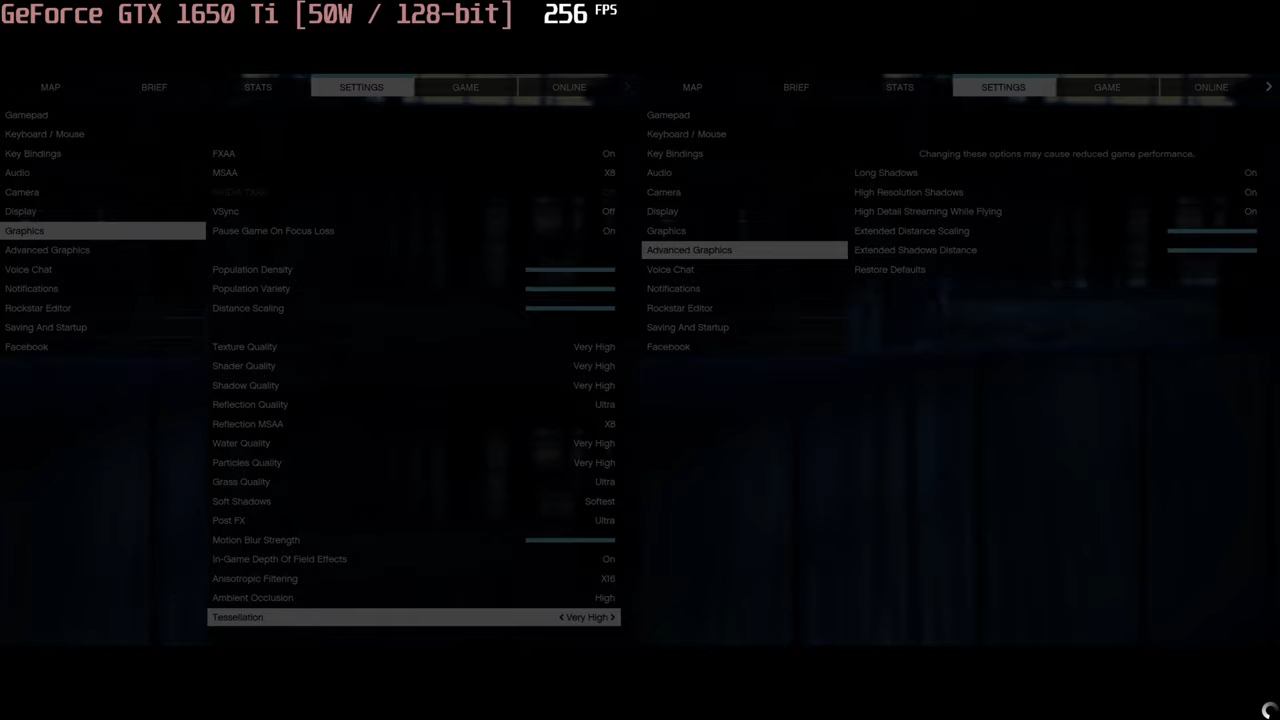 GeForce GTX 1650 Ti [50W / 128-bit] 256 FPS
MAP BRIEF STATS SETTINGS GAME ONLINE
Gamepad
Keyboard / Mouse
Key Bindings FXAA On
Audio MSAA X8
Camera NVIDIA TXAA Off
Display VSync Off
Graphics Pause Game On Focus Loss On
Advanced Graphics
Voice Chat Population Density
Notifications Population Variety
Rockstar Editor Distance Scaling
Saving And Startup
Facebook Texture Quality Very High
Shader Quality Very High
Shadow Quality Very High
Reflection Quality Ultra
Reflection MSAA X8
Water Quality Very High
Particles Quality Very High
Grass Quality Ultra
Soft Shadows Softest
Post FX Ultra
Motion Blur Strength
In-Game Depth Of Field Effects On
Anisotropic Filtering X16
Ambient Occlusion High
Tessellation < Very High >
MAP BRIEF STATS SETTINGS GAME ONLINE >
Gamepad
Keyboard / Mouse
Key Bindings Changing these options may cause reduced game performance.
Audio Long Shadows On
Camera High Resolution Shadows On
Display High Detail Streaming While Flying On
Graphics Extended Distance Scaling
Advanced Graphics Extended Shadows Distance
Voice Chat Restore Defaults
Notifications
Rockstar Editor
Saving And Startup
Facebook